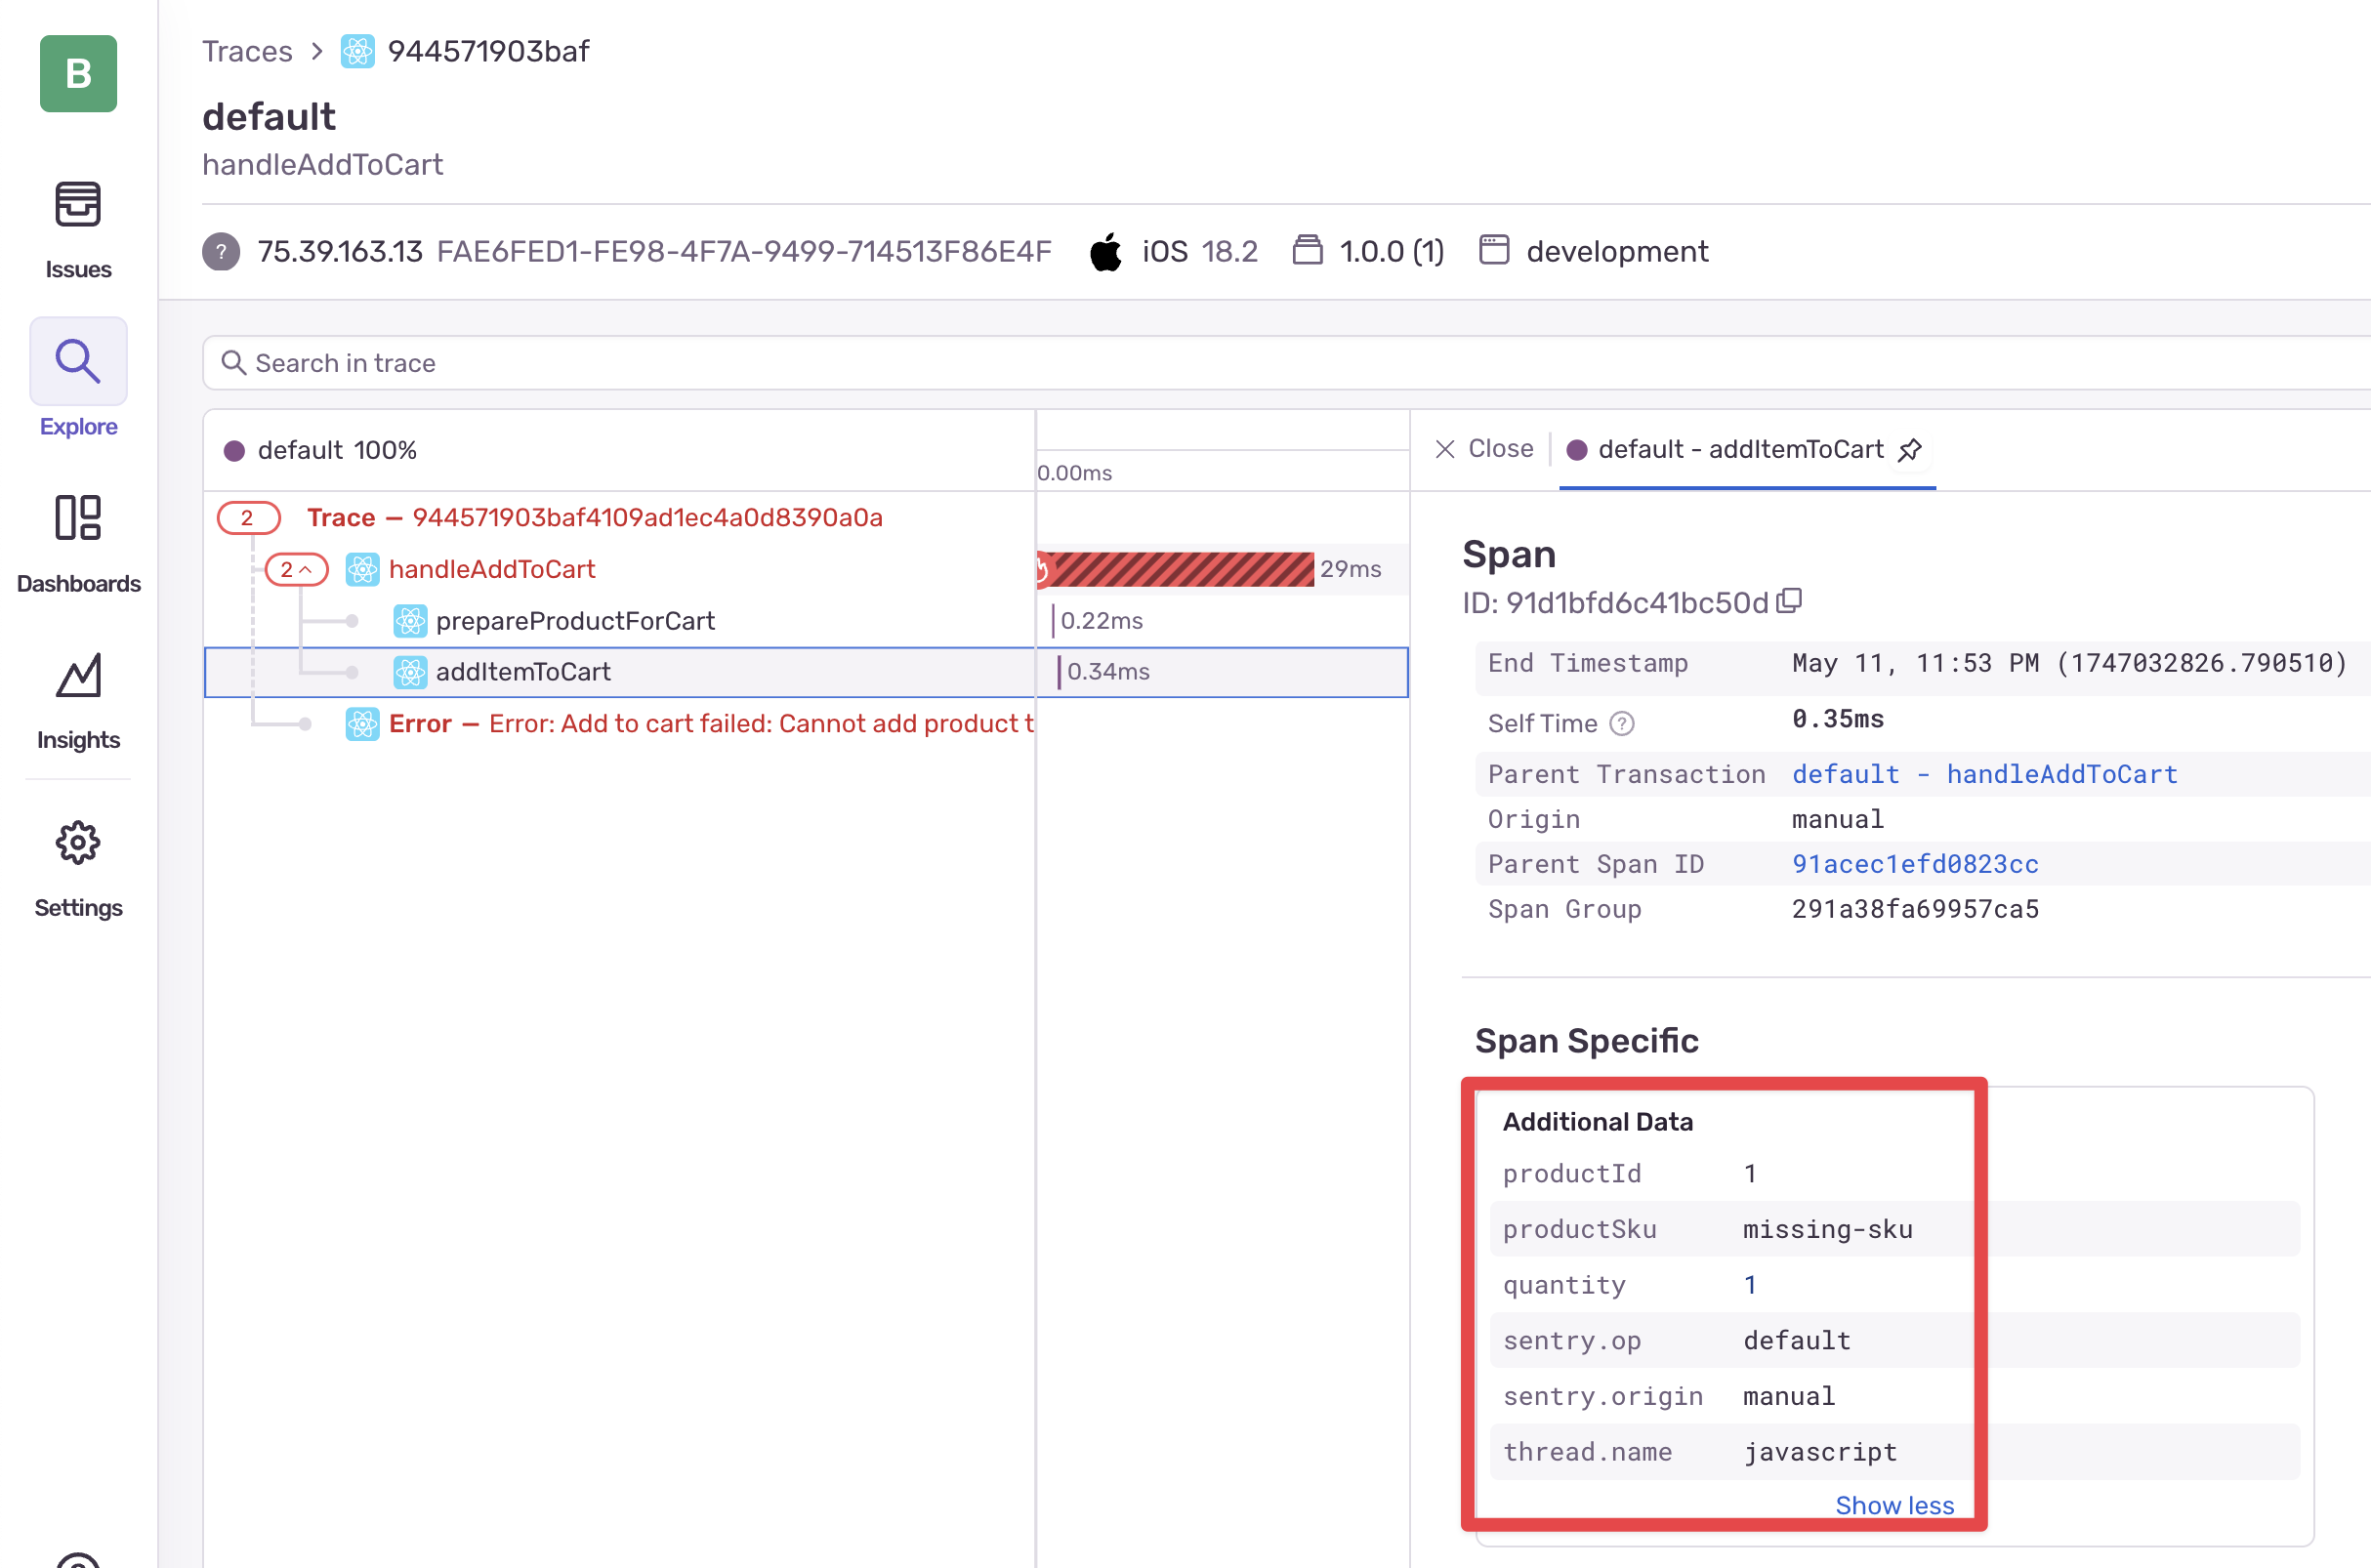 B
Issues
Explore
Dashboards
Insights
Settings
Traces > 944571903baf
default
handleAddToCart
? 75.39.163.13 FAE6FED1-FE98-4F7A-9499-714513F86E4F iOS 18.2 1.0.0 (1) development
Search in trace
default 100%
0.00ms
2 Trace — 944571903baf4109ad1ec4a0d8390a0a
2 handleAddToCart 29ms
prepareProductForCart 0.22ms
addItemToCart 0.34ms
Error — Error: Add to cart failed: Cannot add product t
Close default - addItemToCart
Span
ID: 91d1bfd6c41bc50d
End Timestamp May 11, 11:53 PM (1747032826.790510)
Self Time ? 0.35ms
Parent Transaction default - handleAddToCart
Origin manual
Parent Span ID 91acec1efd0823cc
Span Group 291a38fa69957ca5
Span Specific
Additional Data
productId 1
productSku missing-sku
quantity 1
sentry.op default
sentry.origin manual
thread.name javascript
Show less